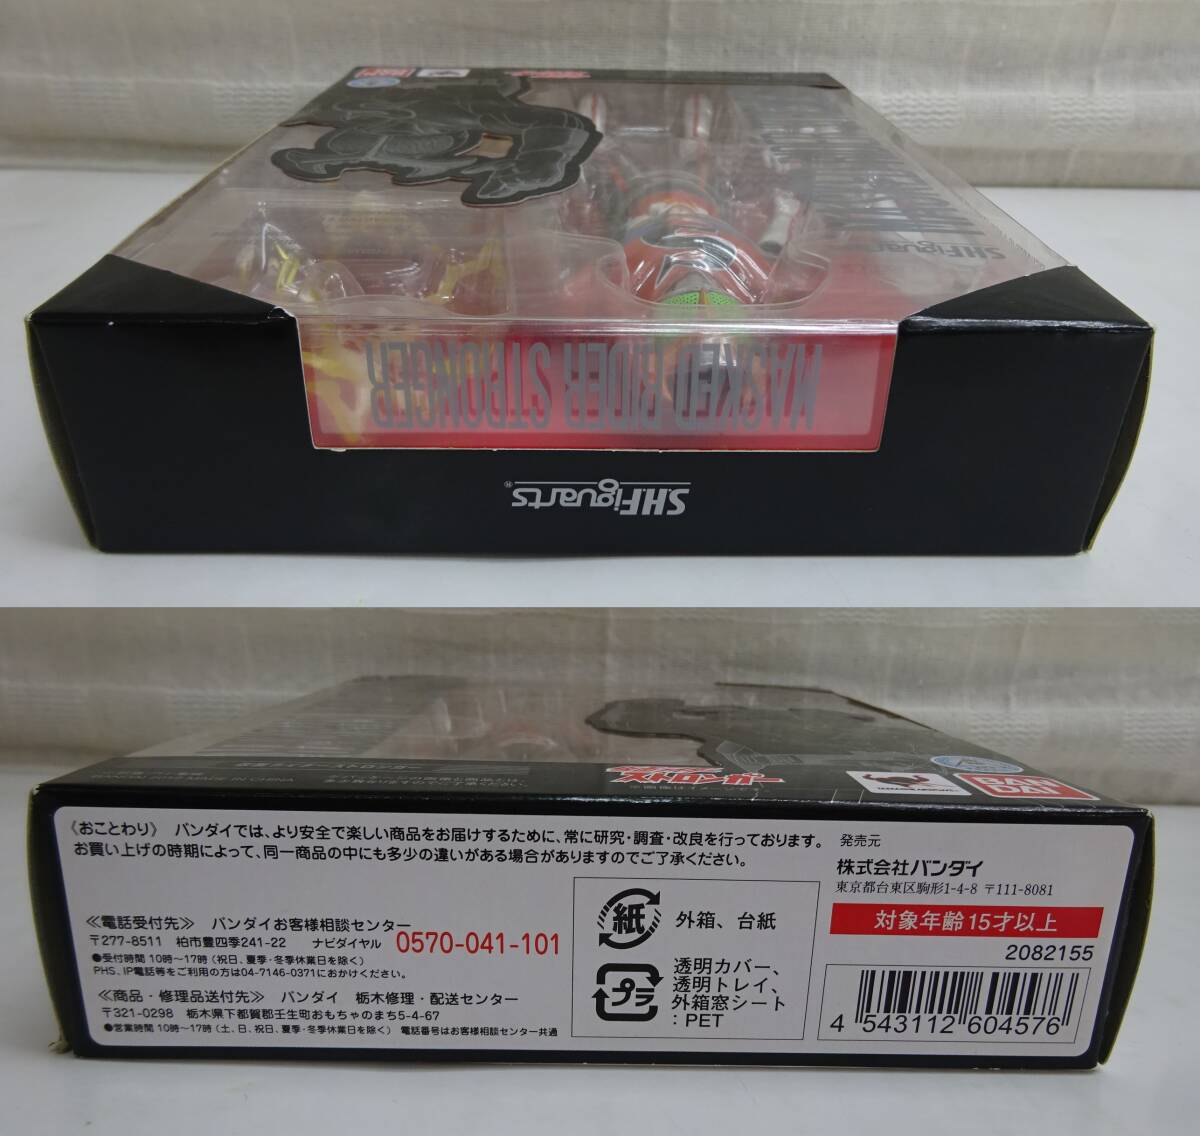 S.H.Figuarts
MASKED RIDER STRONGER
S.H.Figuarts®
ストロンガー
BANDAI
《おことわり》 バンダイでは、より安全で楽しい商品をお届けするために、常に研究・調査・改良を行っております。
お買い上げの時期によって、同一商品の中にも多少の違いがある場合がありますのでご了承ください。
≪電話受付先≫ バンダイお客様相談センター
〒277-8511 柏市豊四季241-22 ナビダイヤル 0570-041-101
●受付時間 10時〜17時 (祝日、夏季・冬季休業日を除く)
PHS、IP電話等をご利用の方は04-7146-0371におかけください。
≪商品・修理品送付先≫ バンダイ 栃木修理・配送センター
〒321-0298 栃木県下都賀郡壬生町おもちゃのまち5-4-67
●営業時間 10時〜17時 (土、日、祝日、夏季・冬季休業日を除く) 電話番号はお客様相談センター共通
紙
外箱、台紙
プラ
透明カバー、
透明トレイ、
外箱窓シート
：PET
発売元
株式会社バンダイ
東京都台東区駒形1-4-8 〒111-8081
対象年齢 15才以上
2082155
4 543112 604576